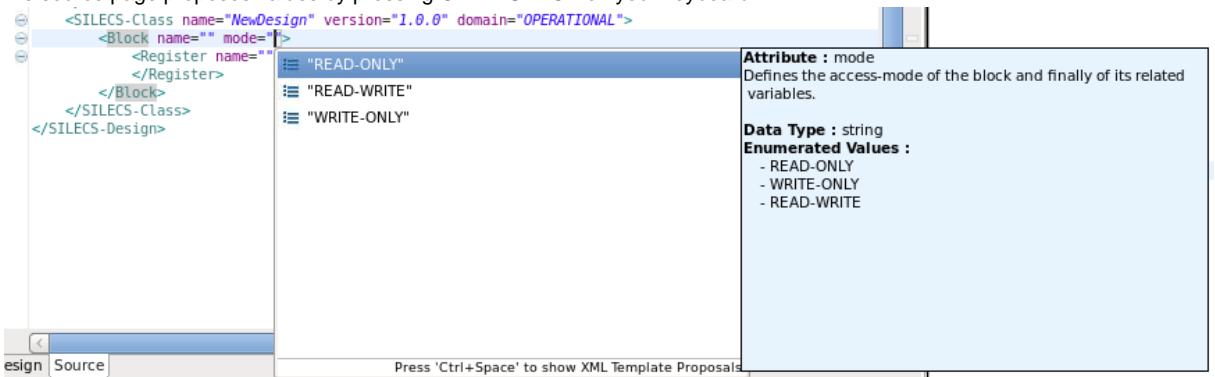 <SILECS-Class name="NewDesign" version="1.0.0" domain="OPERATIONAL">
<Block name="" mode="">
<Register name=""
</Register>
</Block>
</SILECS-Class>
</SILECS-Design>
"READ-ONLY"
"READ-WRITE"
"WRITE-ONLY"
Press 'Ctrl+Space' to show XML Template Proposals
Attribute : mode
Defines the access-mode of the block and finally of its related
variables.
Data Type : string
Enumerated Values :
- READ-ONLY
- WRITE-ONLY
- READ-WRITE
esign Source